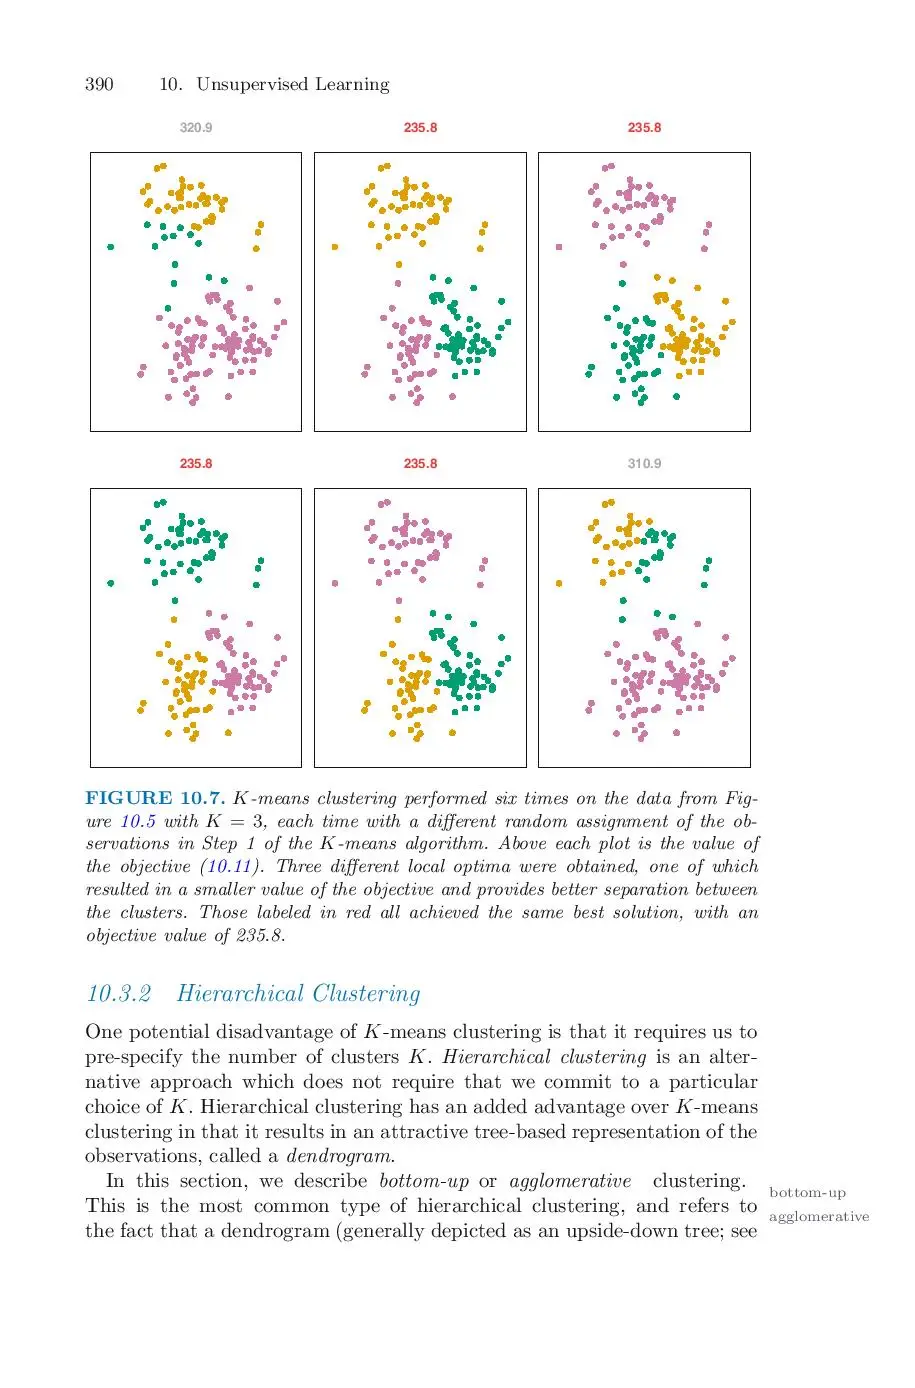 390 10. Unsupervised Learning
320.9 235.8 235.8
235.8 235.8 310.9
FIGURE 10.7. K-means clustering performed six times on the data from Fig-
ure 10.5 with K = 3, each time with a different random assignment of the ob-
servations in Step 1 of the K-means algorithm. Above each plot is the value of
the objective (10.11). Three different local optima were obtained, one of which
resulted in a smaller value of the objective and provides better separation between
the clusters. Those labeled in red all achieved the same best solution, with an
objective value of 235.8.
10.3.2 Hierarchical Clustering
One potential disadvantage of K-means clustering is that it requires us to
pre-specify the number of clusters K. Hierarchical clustering is an alter-
native approach which does not require that we commit to a particular
choice of K. Hierarchical clustering has an added advantage over K-means
clustering in that it results in an attractive tree-based representation of the
observations, called a dendrogram.
In this section, we describe bottom-up or agglomerative clustering.
This is the most common type of hierarchical clustering, and refers to
the fact that a dendrogram (generally depicted as an upside-down tree; see
bottom-up
agglomerative